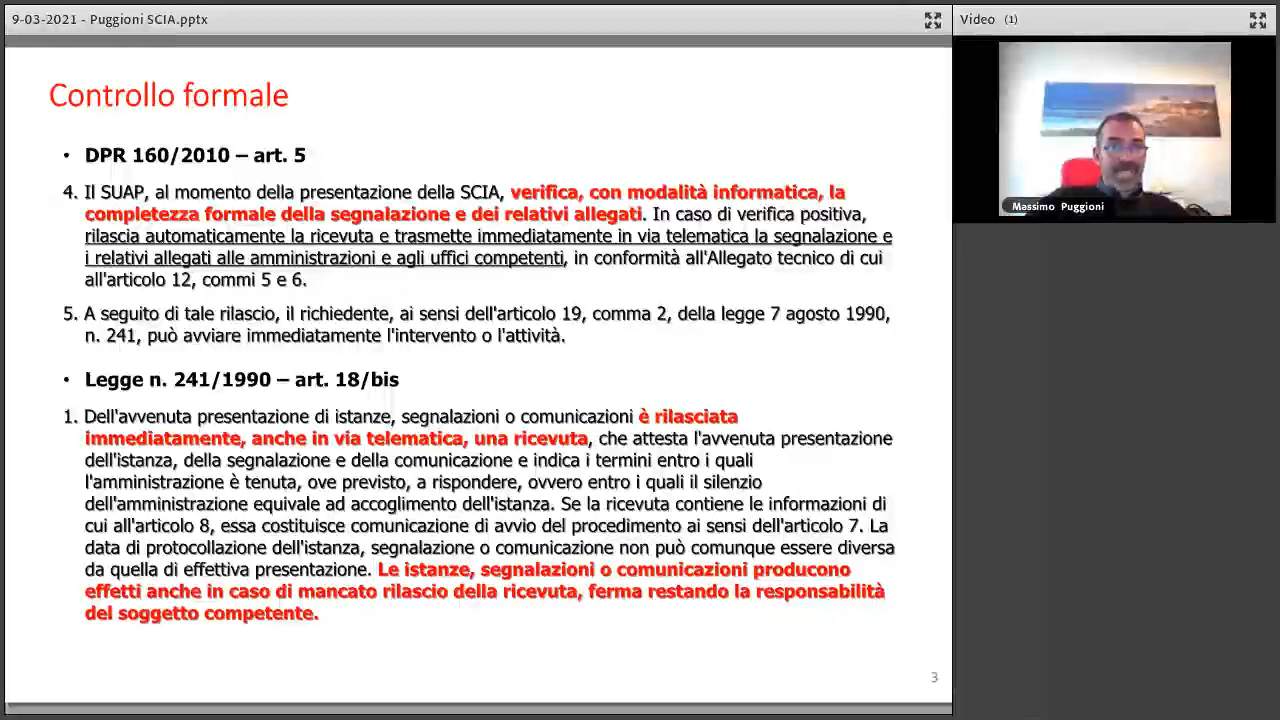 9-03-2021 - Puggioni SCIA.pptx
Video (1)
Massimo Puggioni
Controllo formale
• DPR 160/2010 – art. 5
4. Il SUAP, al momento della presentazione della SCIA, verifica, con modalità informatica, la
completezza formale della segnalazione e dei relativi allegati. In caso di verifica positiva,
rilascia automaticamente la ricevuta e trasmette immediatamente in via telematica la segnalazione e
i relativi allegati alle amministrazioni e agli uffici competenti, in conformità all'Allegato tecnico di cui
all'articolo 12, commi 5 e 6.
5. A seguito di tale rilascio, il richiedente, ai sensi dell'articolo 19, comma 2, della legge 7 agosto 1990,
n. 241, può avviare immediatamente l'intervento o l'attività.
• Legge n. 241/1990 – art. 18/bis
1. Dell'avvenuta presentazione di istanze, segnalazioni o comunicazioni è rilasciata
immediatamente, anche in via telematica, una ricevuta, che attesta l'avvenuta presentazione
dell'istanza, della segnalazione e della comunicazione e indica i termini entro i quali
l'amministrazione è tenuta, ove previsto, a rispondere, ovvero entro i quali il silenzio
dell'amministrazione equivale ad accoglimento dell'istanza. Se la ricevuta contiene le informazioni di
cui all'articolo 8, essa costituisce comunicazione di avvio del procedimento ai sensi dell'articolo 7. La
data di protocollazione dell'istanza, segnalazione o comunicazione non può comunque essere diversa
da quella di effettiva presentazione. Le istanze, segnalazioni o comunicazioni producono
effetti anche in caso di mancato rilascio della ricevuta, ferma restando la responsabilità
del soggetto competente.
3